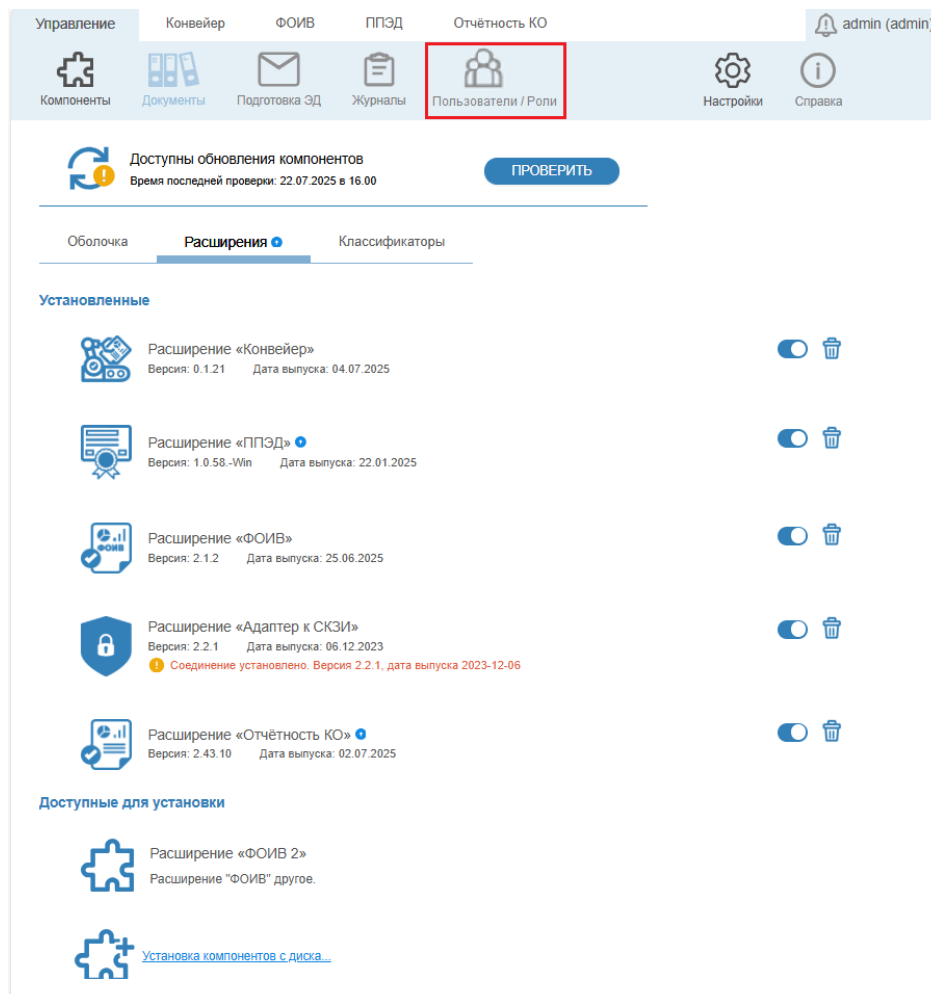 Управление Конвейер ФОИВ ППЭД Отчётность КО admin (admin)
Компоненты Документы Подготовка ЭД Журналы Пользователи / Роли Настройки Справка
Доступны обновления компонентов
Время последней проверки: 22.07.2025 в 16.00
ПРОВЕРИТЬ
Оболочка Расширения Классификаторы
Установленные
Расширение «Конвейер»
Версия: 0.1.21 Дата выпуска: 04.07.2025
Расширение «ППЭД»
Версия: 1.0.58.-Win Дата выпуска: 22.01.2025
ФОИВ
Расширение «ФОИВ»
Версия: 2.1.2 Дата выпуска: 25.06.2025
Расширение «Адаптер к СКЗИ»
Версия: 2.2.1 Дата выпуска: 06.12.2023
Соединение установлено. Версия 2.2.1, дата выпуска 2023-12-06
Расширение «Отчётность КО»
Версия: 2.43.10 Дата выпуска: 02.07.2025
Доступные для установки
Расширение «ФОИВ 2»
Расширение "ФОИВ" другое.
Установка компонентов с диска...